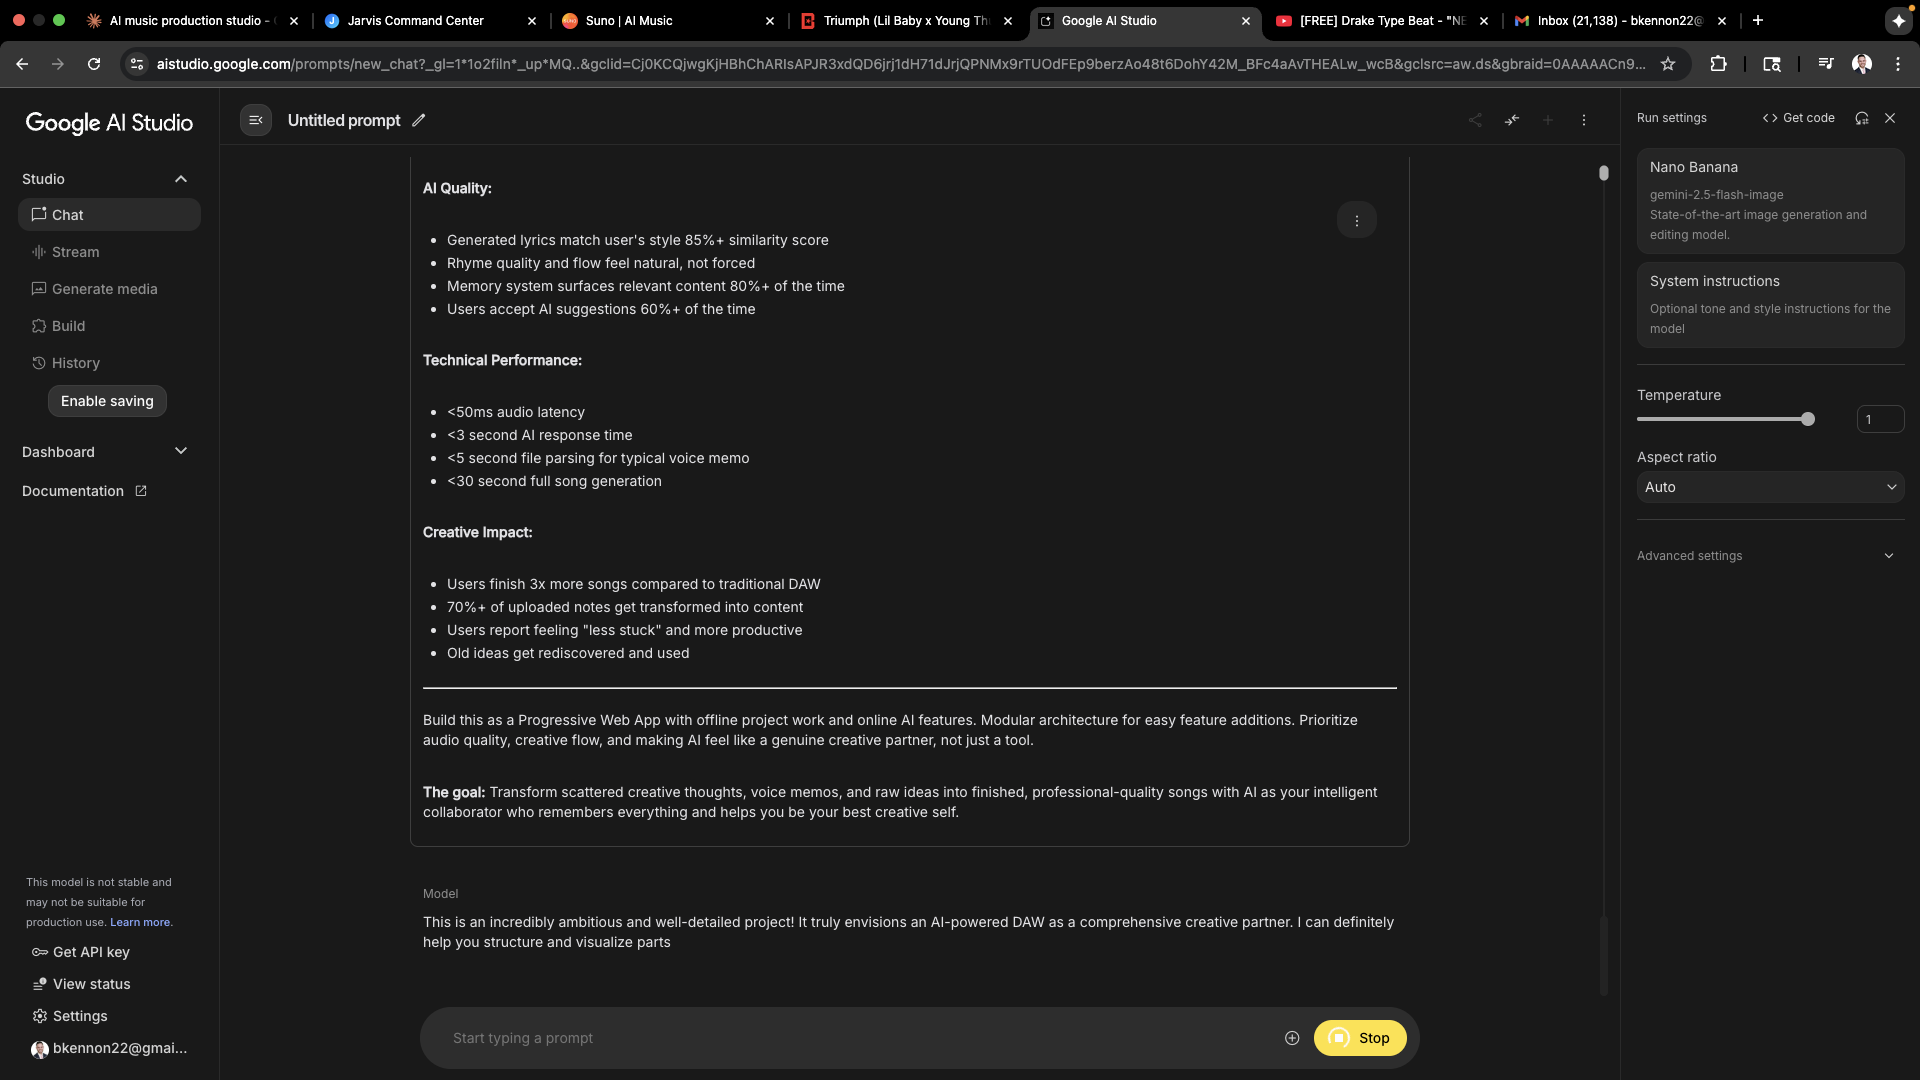 AI music production studio -
Jarvis Command Center
Suno | AI Music
Triumph (Lil Baby x Young Th
Google AI Studio
[FREE] Drake Type Beat - "NE
Inbox (21,138) - bkennon22@
aistudio.google.com/prompts/new_chat?_gl=1*1o2filn*_up*MQ..&gclid=Cj0KCQjwgKjHBhChARIsAPJR3xdQD6jrj1dH71dJrjQPNMx9rTUOdFEp9berzAo48t6DohY42M_BFc4aAvTHEALw_wcB&gclsrc=aw.ds&gbraid=0AAAAACn9...
Google AI Studio
Studio
Chat
Stream
Generate media
Build
History
Enable saving
Dashboard
Documentation
This model is not stable and
may not be suitable for
production use. Learn more.
Get API key
View status
Settings
bkennon22@gmai...
Untitled prompt
AI Quality:
• Generated lyrics match user's style 85%+ similarity score
• Rhyme quality and flow feel natural, not forced
• Memory system surfaces relevant content 80%+ of the time
• Users accept AI suggestions 60%+ of the time
Technical Performance:
• <50ms audio latency
• <3 second AI response time
• <5 second file parsing for typical voice memo
• <30 second full song generation
Creative Impact:
• Users finish 3x more songs compared to traditional DAW
• 70%+ of uploaded notes get transformed into content
• Users report feeling "less stuck" and more productive
• Old ideas get rediscovered and used
Build this as a Progressive Web App with offline project work and online AI features. Modular architecture for easy feature additions. Prioritize
audio quality, creative flow, and making AI feel like a genuine creative partner, not just a tool.
The goal: Transform scattered creative thoughts, voice memos, and raw ideas into finished, professional-quality songs with AI as your intelligent
collaborator who remembers everything and helps you be your best creative self.
Model
This is an incredibly ambitious and well-detailed project! It truly envisions an AI-powered DAW as a comprehensive creative partner. I can definitely
help you structure and visualize parts
Start typing a prompt
Stop
Run settings
Get code
Nano Banana
gemini-2.5-flash-image
State-of-the-art image generation and
editing model.
System instructions
Optional tone and style instructions for the
model
Temperature
1
Aspect ratio
Auto
Advanced settings